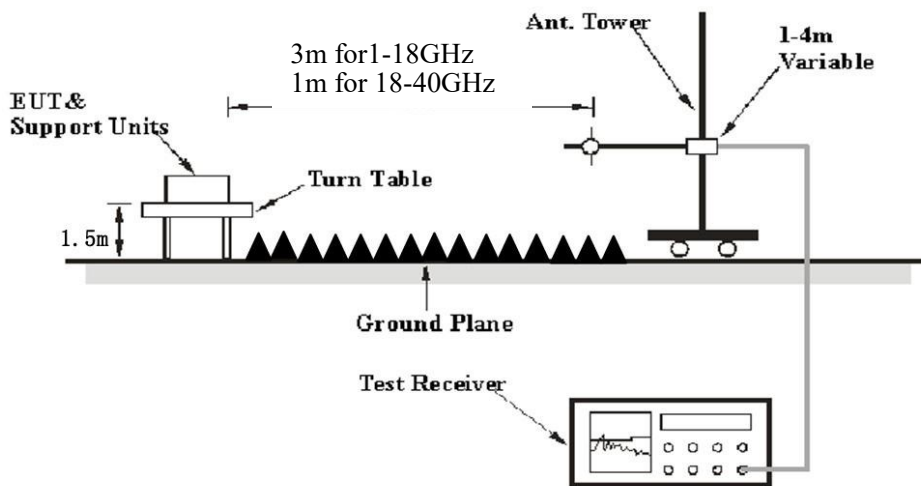 3m for1-18GHz
1m for 18-40GHz
Ant. Tower
1-4m
Variable
EUT&
Support Units
Turn Table
1.5m
Ground Plane
Test Receiver